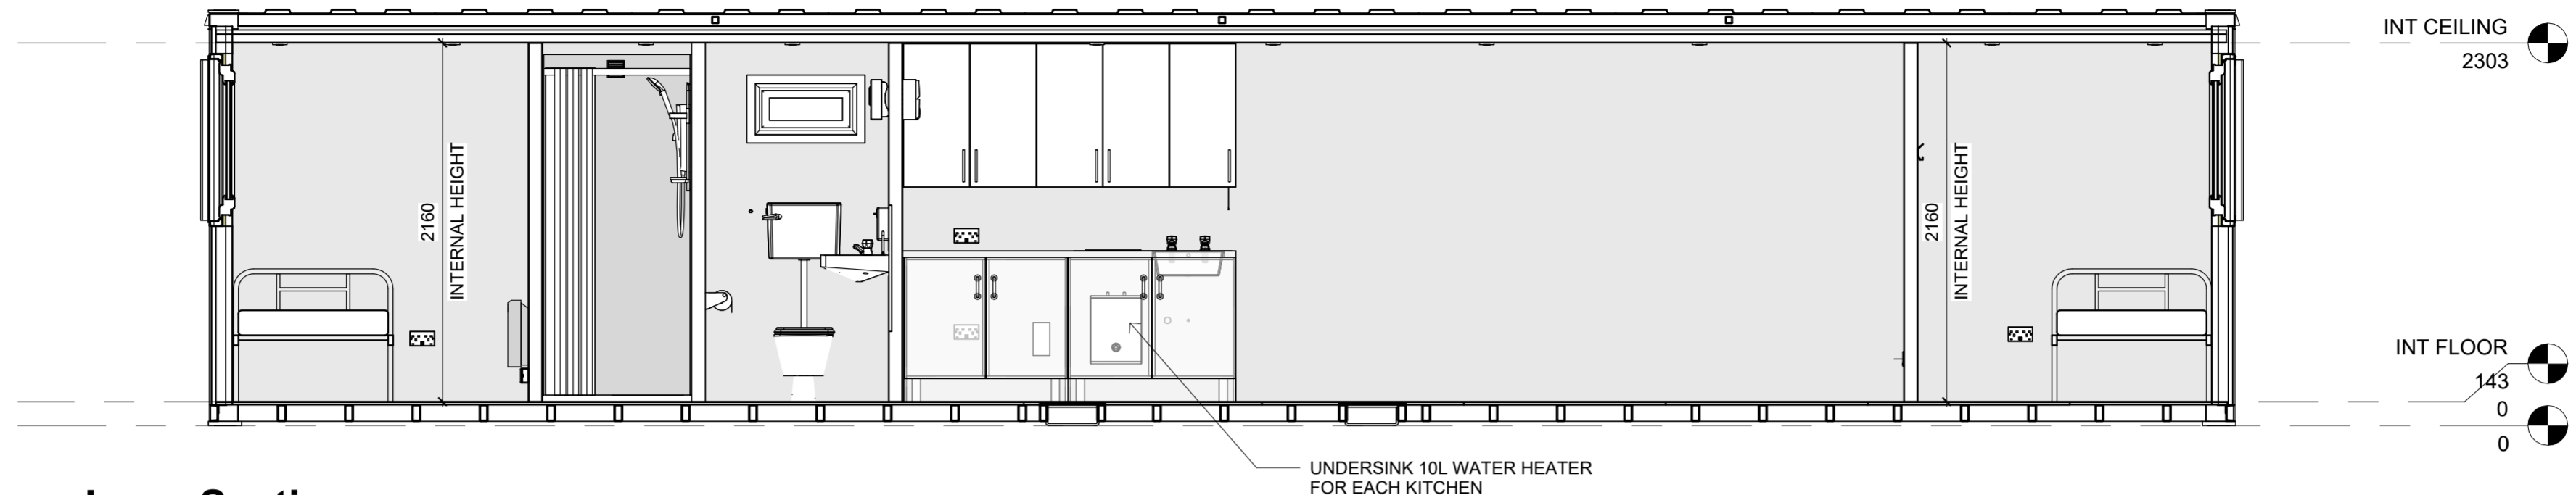 INT CEILING
2303
2160
INTERNAL HEIGHT
2160
INTERNAL HEIGHT
INT FLOOR
143
0
0
UNDERSINK 10L WATER HEATER
FOR EACH KITCHEN